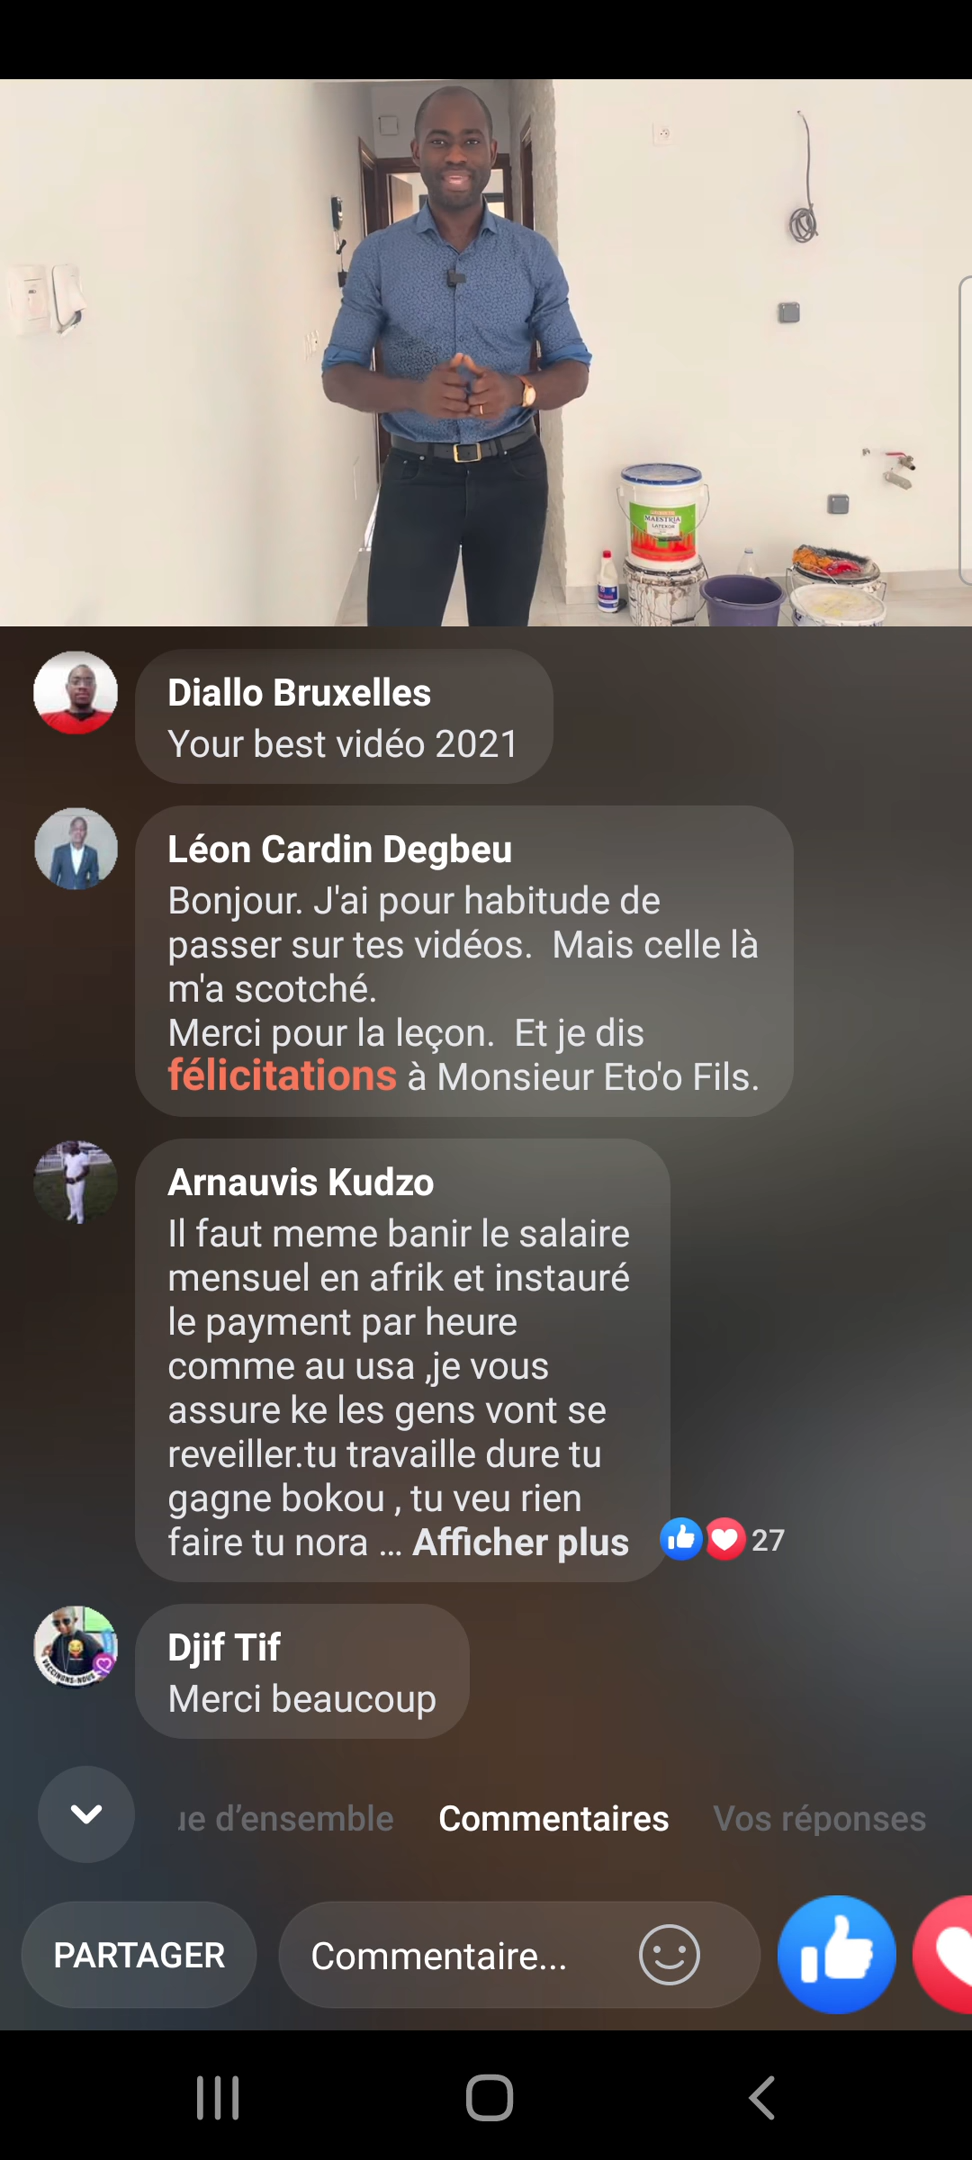 MAESTRIA
Diallo Bruxelles
Your best vidéo 2021
Léon Cardin Degbeu
Bonjour. J'ai pour habitude de
passer sur tes vidéos.  Mais celle là
m'a scotché.
Merci pour la leçon.  Et je dis
félicitations à Monsieur Eto'o Fils.
Arnauvis Kudzo
Il faut meme banir le salaire
mensuel en afrik et instauré
le payment par heure
comme au usa ,je vous
assure ke les gens vont se
reveiller.tu travaille dure tu
gagne bokou , tu veu rien
faire tu nora ... Afficher plus
27
VACCINONS-NOUS
Djif Tif
Merci beaucoup
ue d’ensemble Commentaires Vos réponses
PARTAGER Commentaire...